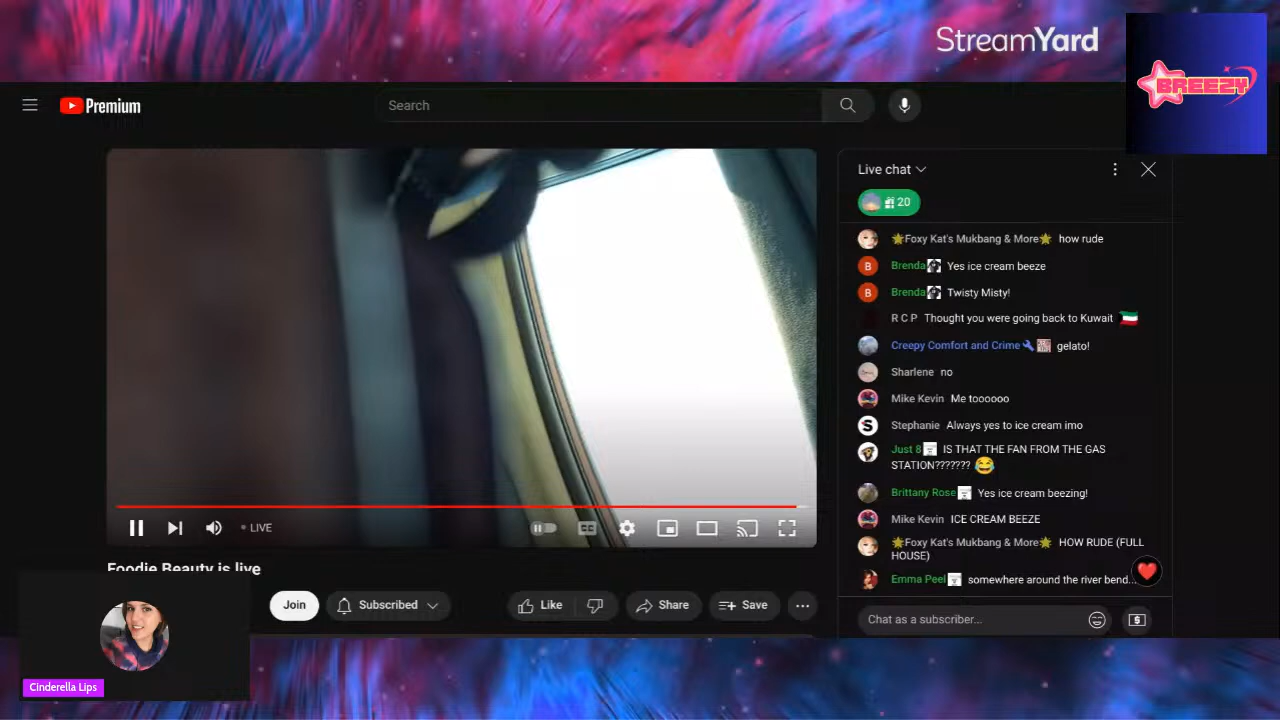 StreamYard
BREEZY
Premium
Search
Live chat
20
🌟Foxy Kat's Mukbang & More🌟 how rude
B Brenda Yes ice cream beeze
B Brenda Twisty Misty!
R C P Thought you were going back to Kuwait 🇰🇼
Creepy Comfort and Crime gelato!
Sharlene no
Mike Kevin Me toooooo
S Stephanie Always yes to ice cream imo
Just 8 IS THAT THE FAN FROM THE GAS
STATION??????? 😂
Brittany Rose Yes ice cream beezing!
Mike Kevin ICE CREAM BEEZE
🌟Foxy Kat's Mukbang & More🌟 HOW RUDE (FULL
HOUSE)
Emma Peel somewhere around the river bend...
LIVE
CC
Foodie Beauty is live
Join
Subscribed
Like
Share
Save
Chat as a subscriber...
Cinderella Lips